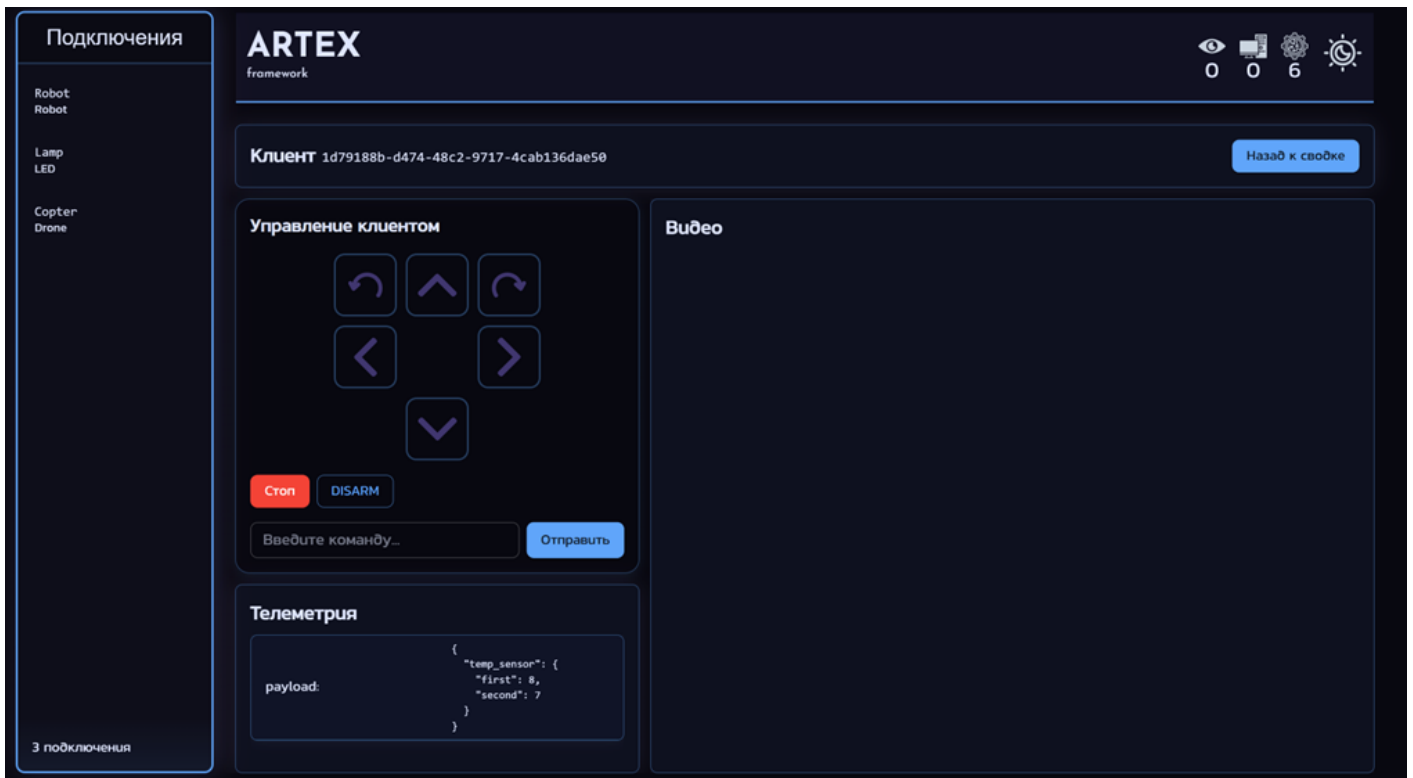 Подключения
Robot
Robot
Lamp
LED
Copter
Drone
3 подключения
ARTEX
framework
0 0 6
Клиент 1d79188b-d474-48c2-9717-4cab136dae50
Назад к сводке
Управление клиентом
Стоп DISARM
Введите команду...
Отправить
Телеметрия
payload:
{
"temp_sensor": {
"first": 8,
"second": 7
}
}
Видео